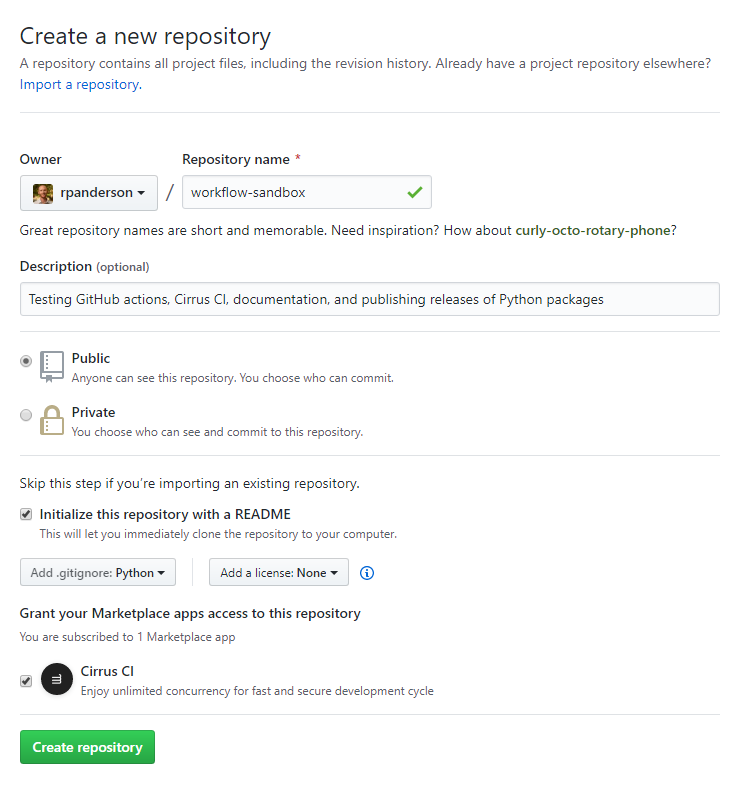 Create a new repository
A repository contains all project files, including the revision history. Already have a project repository elsewhere?
Import a repository.
Owner
Repository name *
rpanderson
/
workflow-sandbox
Great repository names are short and memorable. Need inspiration? How about curly-octo-rotary-phone?
Description (optional)
Testing GitHub actions, Cirrus CI, documentation, and publishing releases of Python packages
Public
Anyone can see this repository. You choose who can commit.
Private
You choose who can see and commit to this repository.
Skip this step if you’re importing an existing repository.
Initialize this repository with a README
This will let you immediately clone the repository to your computer.
Add .gitignore: Python
Add a license: None
Grant your Marketplace apps access to this repository
You are subscribed to 1 Marketplace app
Cirrus CI
Enjoy unlimited concurrency for fast and secure development cycle
Create repository